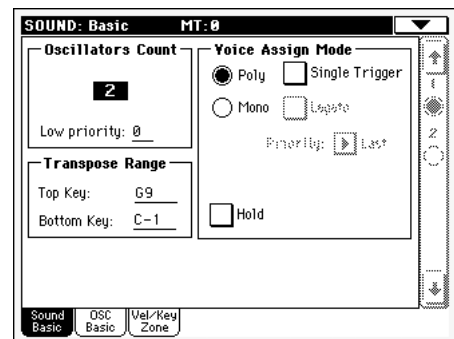 SOUND: Basic MT:0
Oscillators Count
2
Low priority: 0
Transpose Range
Top Key: G9
Bottom Key: C-1
Voice Assign Mode
Poly Single Trigger
Mono Legato
Priority: Last
Hold
1
2
Sound Basic
OSC Basic
Vel/Key Zone